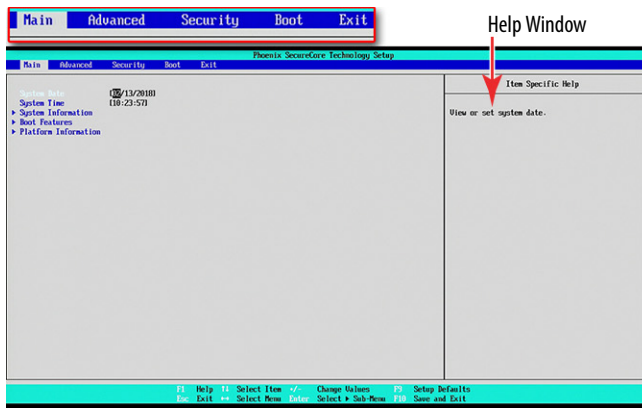 Main Advanced Security Boot Exit
Help Window
Phoenix SecureCore Technology Setup
Main Advanced Security Boot Exit
Item Specific Help
System Date [02/13/2018]
System Time [10:23:57]
View or set system date.
▸ System Information
▸ Boot Features
▸ Platform Information
F1 Help ↑↓ Select Item -/- Change Values F9 Setup Defaults
Esc Exit ↔ Select Menu Enter Select ▸ Sub-Menu F10 Save and Exit